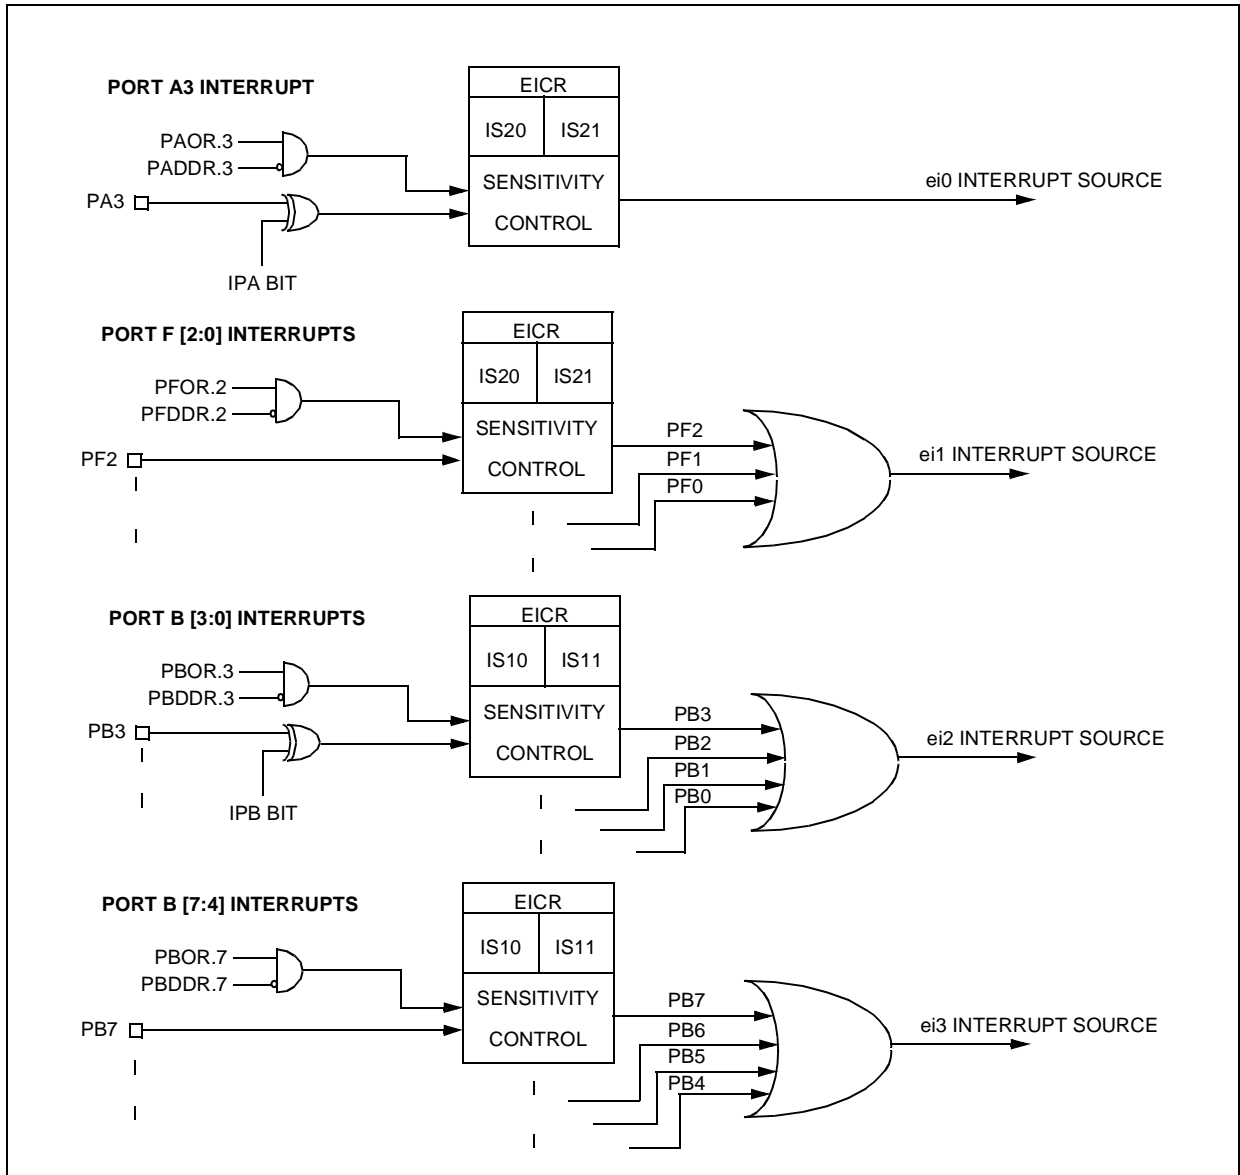 PORT A3 INTERRUPT
EICR
IS20 IS21
PAOR.3
PADDR.3
SENSITIVITY
CONTROL
PA3
IPA BIT
ei0 INTERRUPT SOURCE
PORT F [2:0] INTERRUPTS
EICR
IS20 IS21
PFOR.2
PFDDR.2
SENSITIVITY
CONTROL
PF2
PF2
PF1
PF0
ei1 INTERRUPT SOURCE
PORT B [3:0] INTERRUPTS
EICR
IS10 IS11
PBOR.3
PBDDR.3
SENSITIVITY
CONTROL
PB3
IPB BIT
PB3
PB2
PB1
PB0
ei2 INTERRUPT SOURCE
PORT B [7:4] INTERRUPTS
EICR
IS10 IS11
PBOR.7
PBDDR.7
SENSITIVITY
CONTROL
PB7
PB7
PB6
PB5
PB4
ei3 INTERRUPT SOURCE